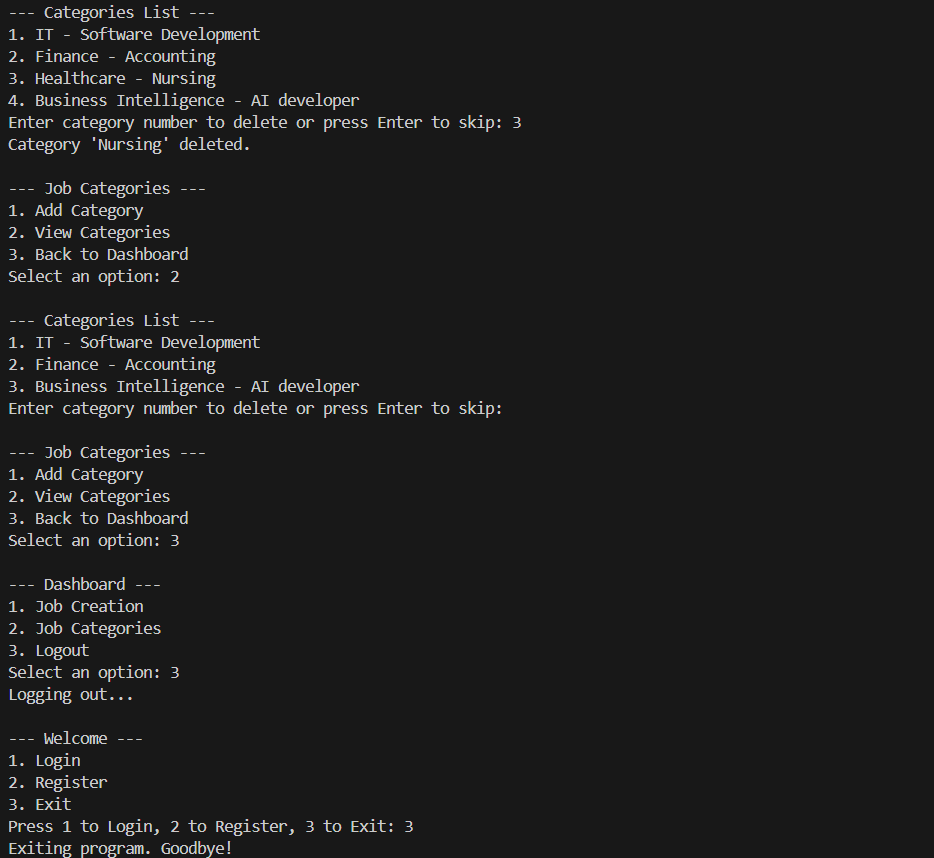 --- Categories List ---
1. IT - Software Development
2. Finance - Accounting
3. Healthcare - Nursing
4. Business Intelligence - AI developer
Enter category number to delete or press Enter to skip: 3
Category 'Nursing' deleted.
--- Job Categories ---
1. Add Category
2. View Categories
3. Back to Dashboard
Select an option: 2
--- Categories List ---
1. IT - Software Development
2. Finance - Accounting
3. Business Intelligence - AI developer
Enter category number to delete or press Enter to skip:
--- Job Categories ---
1. Add Category
2. View Categories
3. Back to Dashboard
Select an option: 3
--- Dashboard ---
1. Job Creation
2. Job Categories
3. Logout
Select an option: 3
Logging out...
--- Welcome ---
1. Login
2. Register
3. Exit
Press 1 to Login, 2 to Register, 3 to Exit: 3
Exiting program. Goodbye!